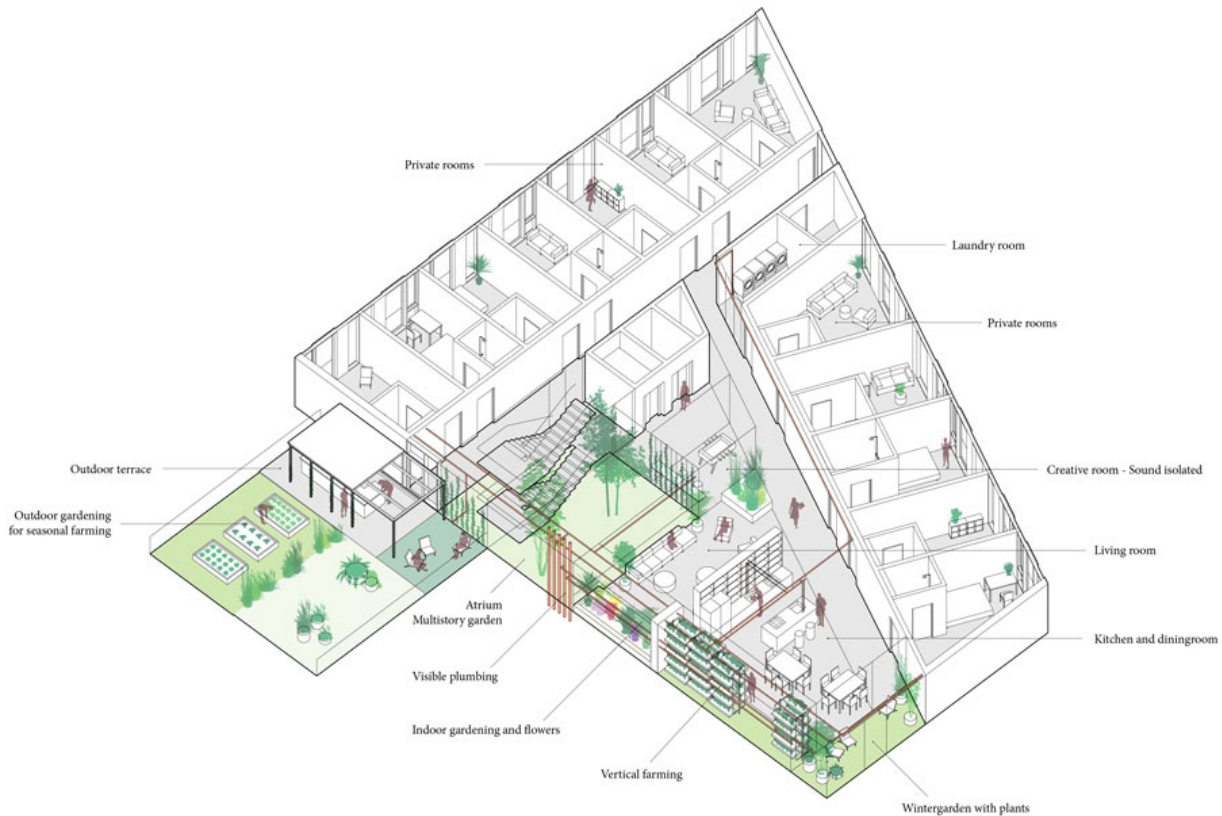 Private rooms
Laundry room
Private rooms
Outdoor terrace
Creative room - Sound isolated
Outdoor gardening
for seasonal farming
Living room
Atrium
Multistory garden
Kitchen and diningroom
Visible plumbing
Indoor gardening and flowers
Vertical farming
Wintergarden with plants